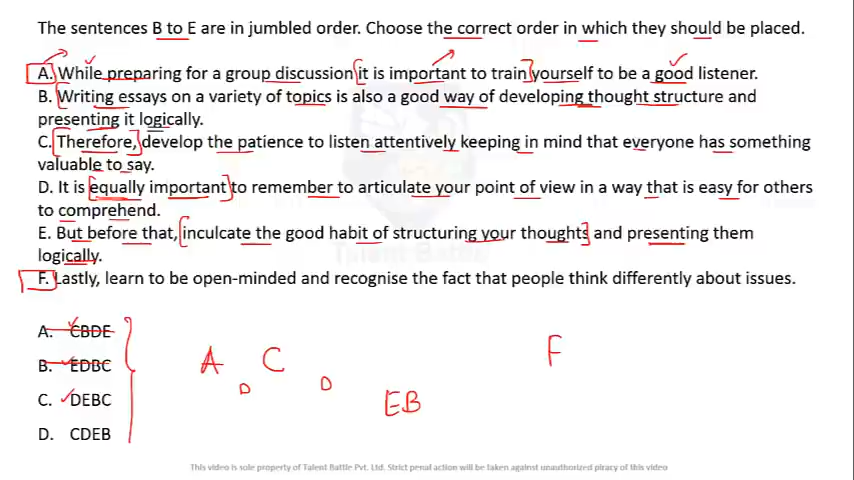 The sentences B to E are in jumbled order. Choose the correct order in which they should be placed.
A. While preparing for a group discussion it is important to train yourself to be a good listener.
B. Writing essays on a variety of topics is also a good way of developing thought structure and
presenting it logically.
C. Therefore, develop the patience to listen attentively keeping in mind that everyone has something
valuable to say.
D. It is equally important to remember to articulate your point of view in a way that is easy for others
to comprehend.
E. But before that, inculcate the good habit of structuring your thoughts and presenting them
logically.
F. Lastly, learn to be open-minded and recognise the fact that people think differently about issues.
A. CBDE
B. EDBC
C. DEBC
D. CDEB
A C F
D D
EB
Talent Battle
This video is sole property of Talent Battle Pvt. Ltd. Strict penal action will be taken against unauthorized piracy of this video